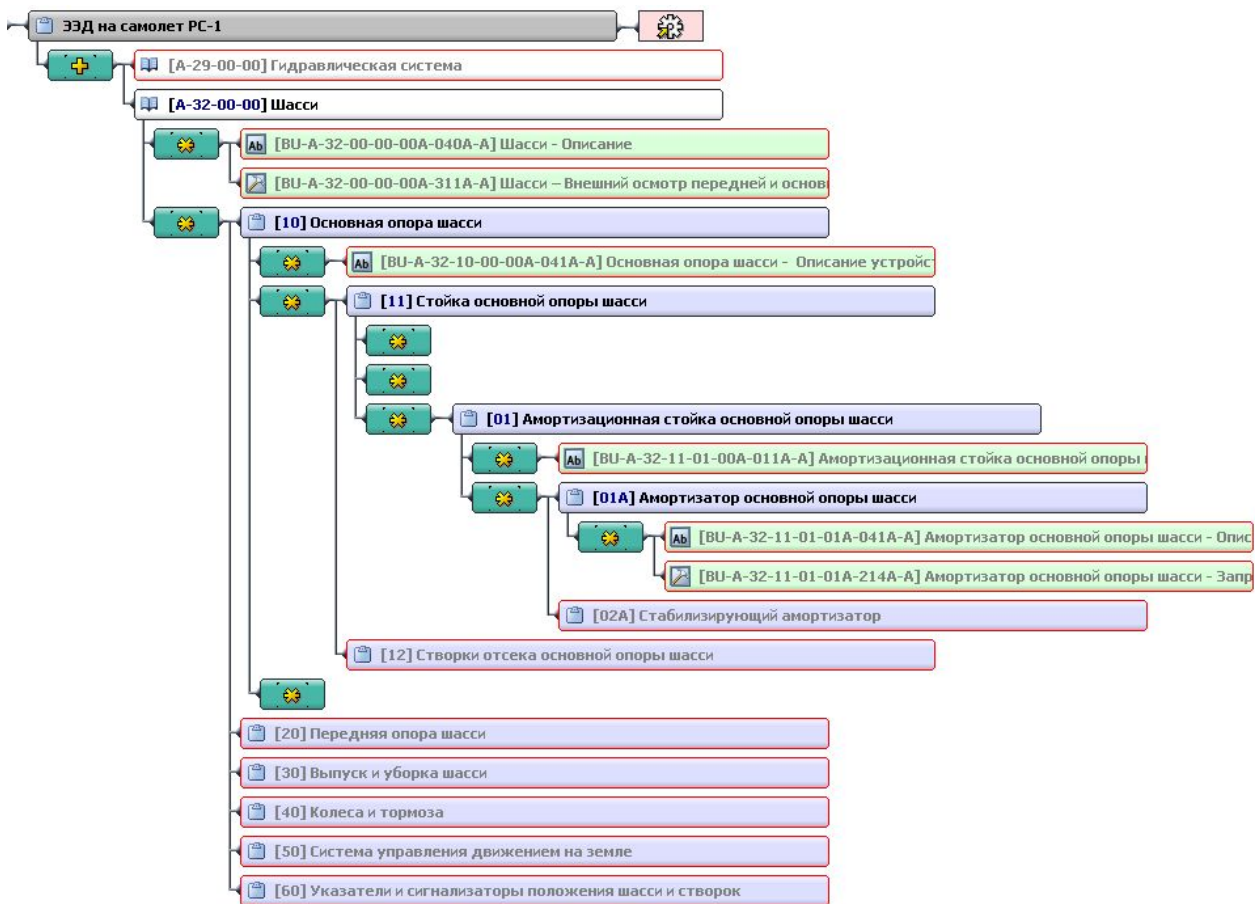 ЭЭД на самолет РС-1
[A-29-00-00] Гидравлическая система
[A-32-00-00] Шасси
Ab [BU-A-32-00-00-00A-040A-A] Шасси - Описание
[BU-A-32-00-00-00A-311A-A] Шасси – Внешний осмотр передней и основ
[10] Основная опора шасси
Ab [BU-A-32-10-00-00A-041A-A] Основная опора шасси - Описание устройс
[11] Стойка основной опоры шасси
[01] Амортизационная стойка основной опоры шасси
Ab [BU-A-32-11-01-00A-011A-A] Амортизационная стойка основной опоры
[01A] Амортизатор основной опоры шасси
Ab [BU-A-32-11-01-01A-041A-A] Амортизатор основной опоры шасси - Опис
[BU-A-32-11-01-01A-214A-A] Амортизатор основной опоры шасси - Запр
[02A] Стабилизирующий амортизатор
[12] Створки отсека основной опоры шасси
[20] Передняя опора шасси
[30] Выпуск и уборка шасси
[40] Колеса и тормоза
[50] Система управления движением на земле
[60] Указатели и сигнализаторы положения шасси и створок